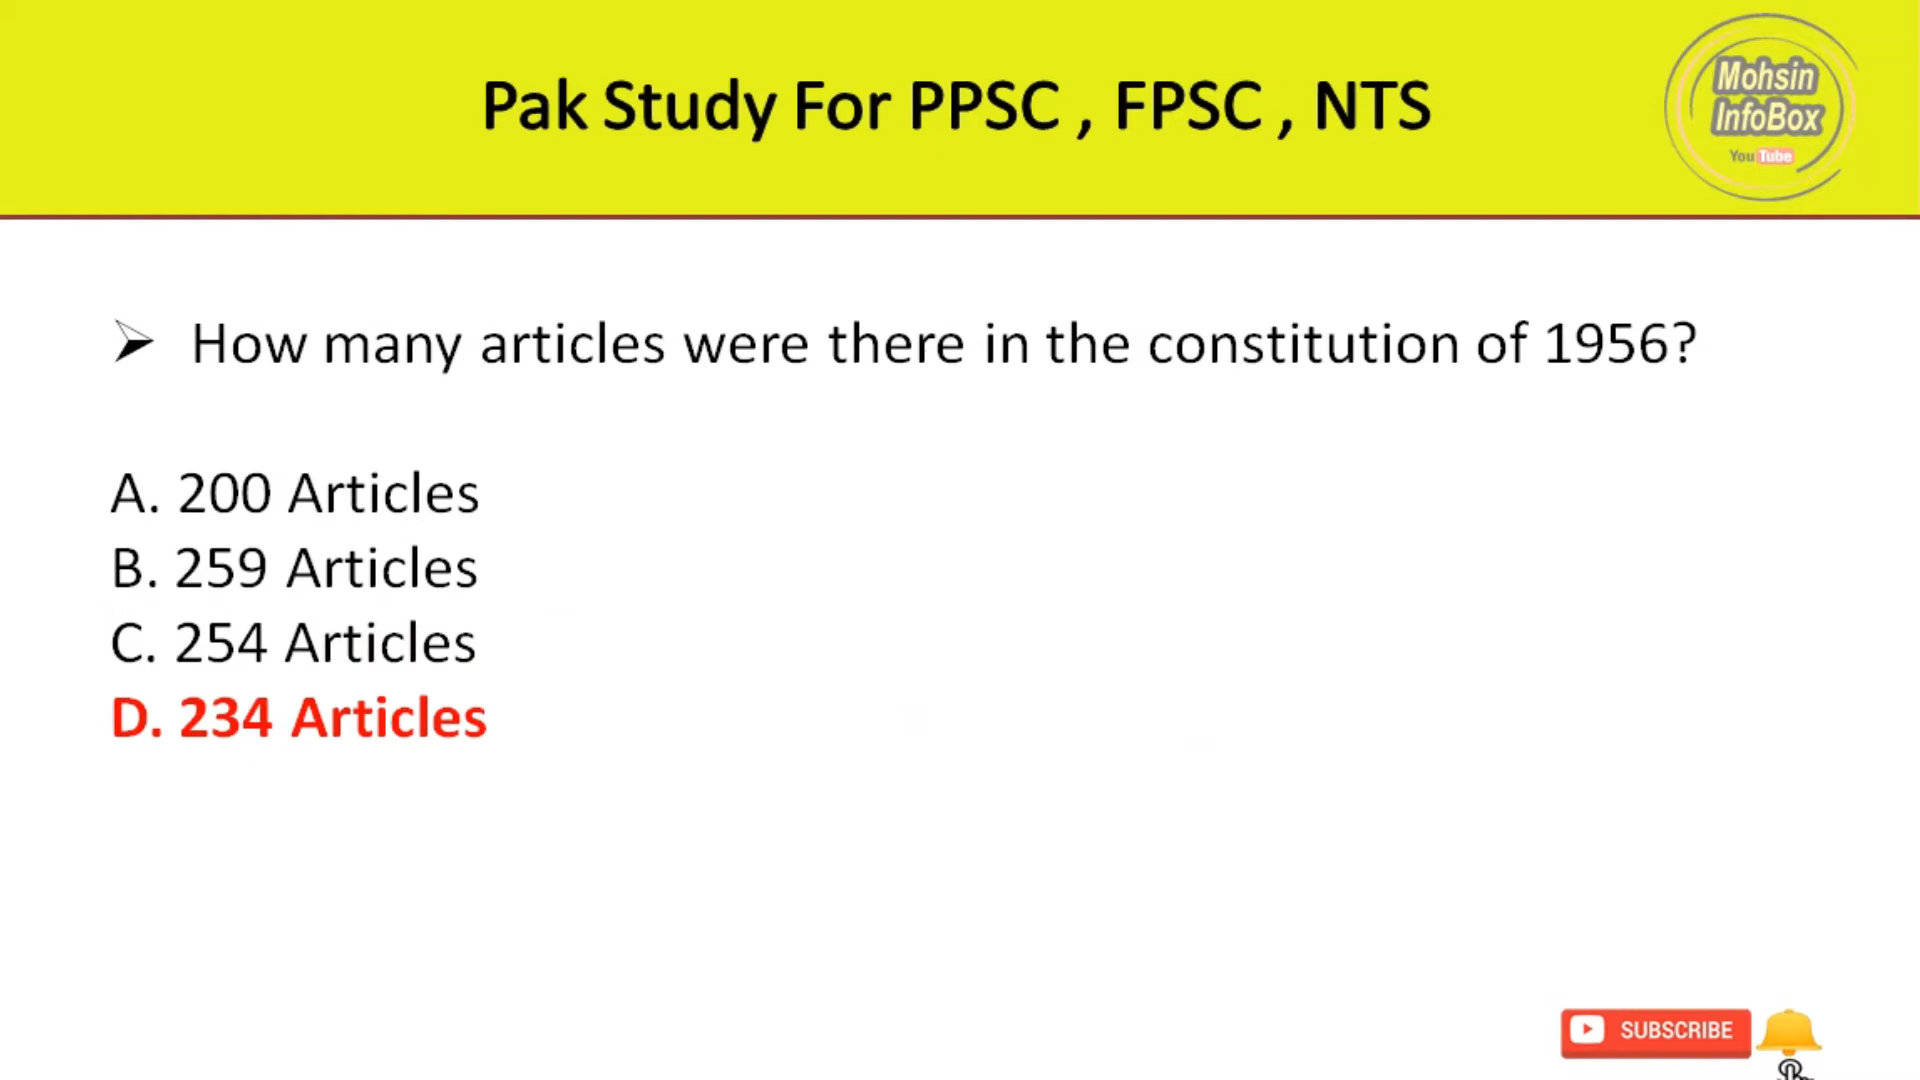 Pak Study For PPSC , FPSC , NTS
Mohsin
InfoBox
YouTube
How many articles were there in the constitution of 1956?
A. 200 Articles
B. 259 Articles
C. 254 Articles
D. 234 Articles
SUBSCRIBE